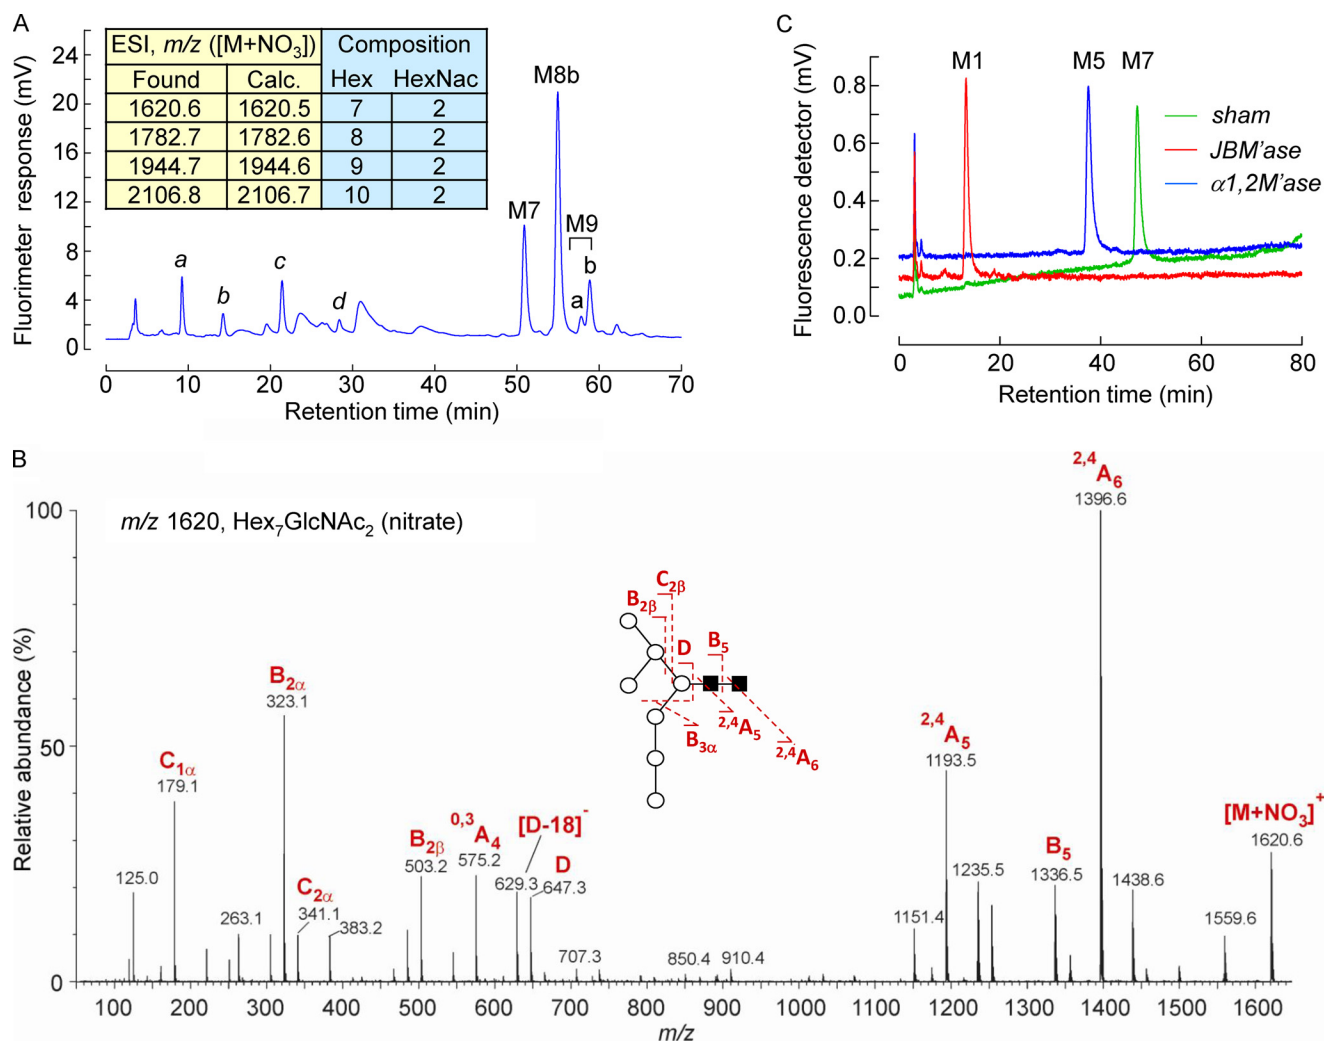 A
ESI, m/z ([M+NO3]) Composition
Found Calc. Hex HexNac
1620.6 1620.5 7 2
1782.7 1782.6 8 2
1944.7 1944.6 9 2
2106.8 2106.7 10 2
Fluorimeter response (mV)
24
20
16
12
8
4
0
a
b
c
d
M7
M8b
M9
a
b
0 10 20 30 40 50 60 70
Retention time (min)
C
Fluorescence detector (mV)
0.8
0.6
0.4
0.2
0.0
M1 M5 M7
sham
JBM'ase
α1,2M'ase
0 20 40 60 80
Retention time (min)
B
m/z 1620, Hex7GlcNAc2 (nitrate)
Relative abundance (%)
100
50
0
125.0
C1α
179.1
263.1
B2α
323.1
C2α
341.1
383.2
B2β
503.2
0,3A4
575.2
[D-18]-
629.3
D
647.3
707.3
850.4
910.4
C2β
B2β
D
B5
B3α
2,4A5
2,4A6
1151.4
2,4A5
1193.5
1235.5
B5
1336.5
2,4A6
1396.6
1438.6
1559.6
[M+NO3]+
1620.6
100 200 300 400 500 600 700 800 900 1000 1100 1200 1300 1400 1500 1600
m/z